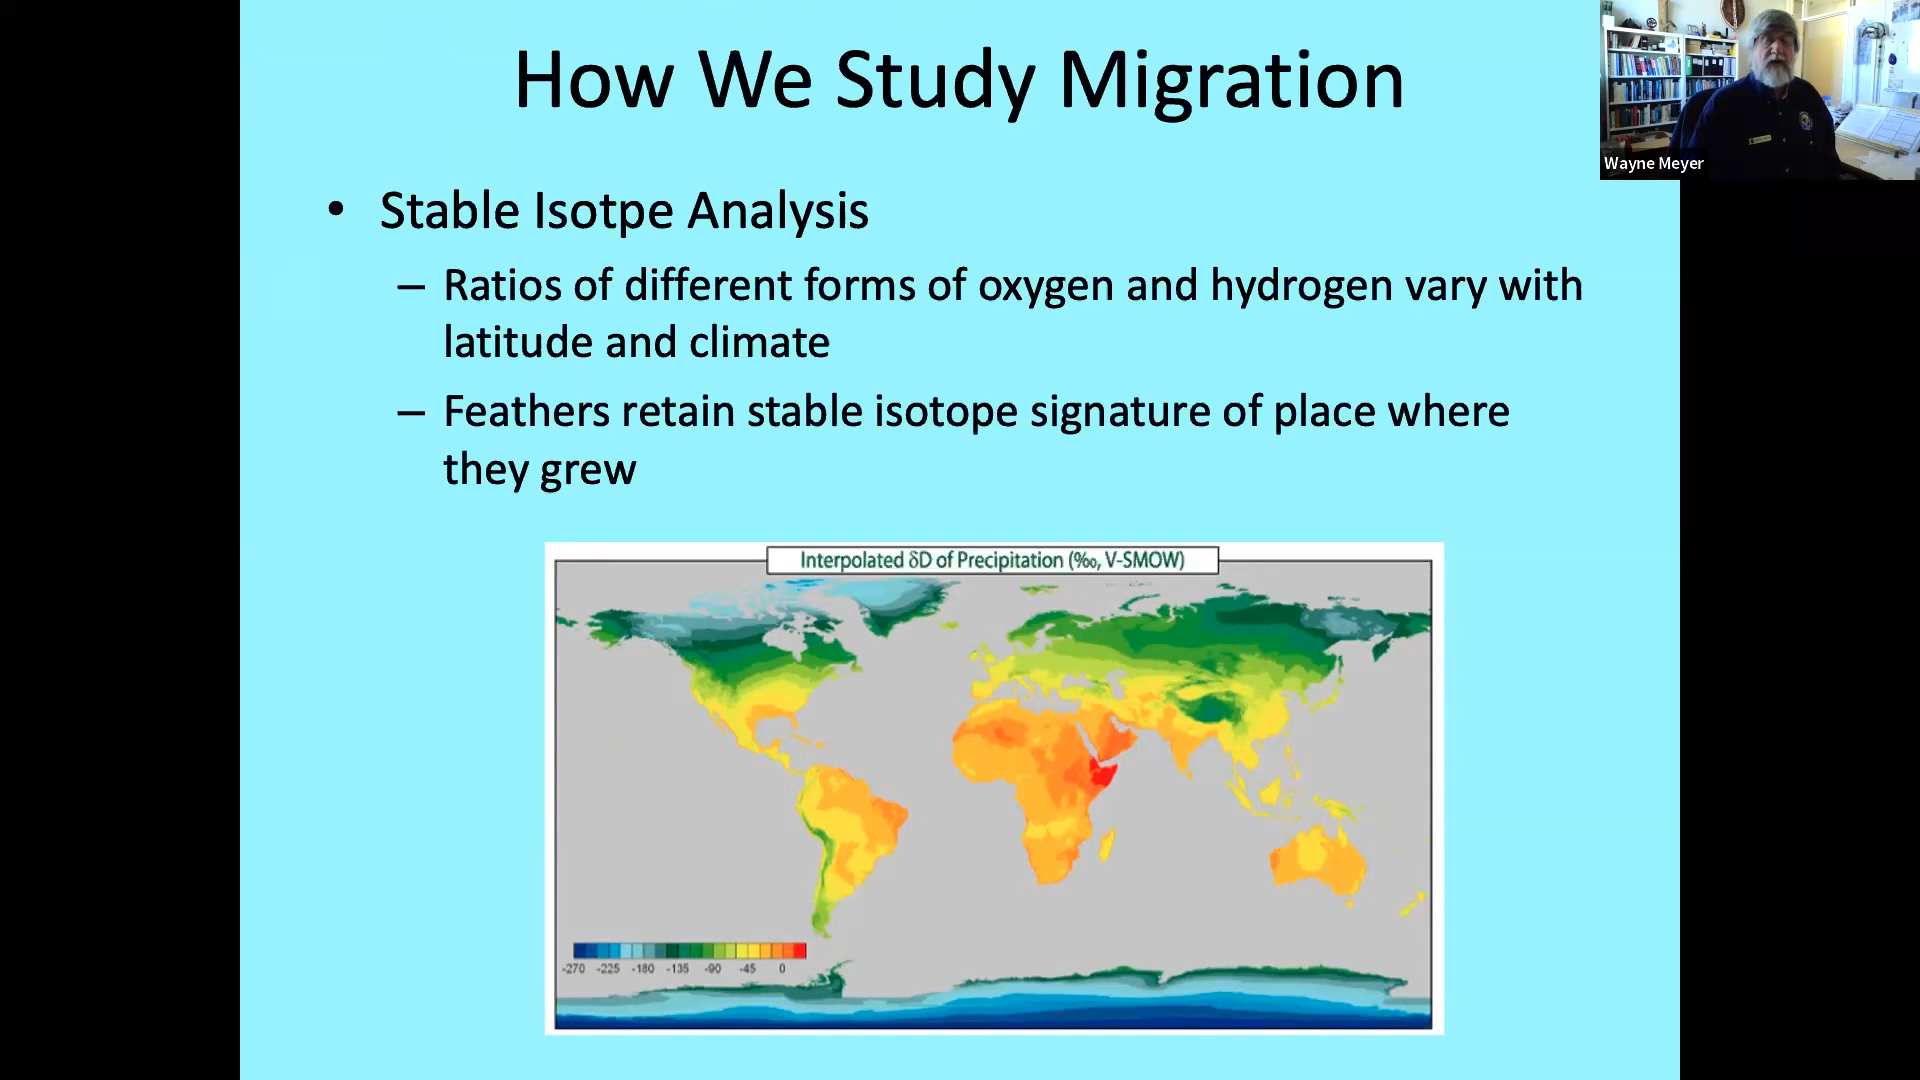 How We Study Migration
Wayne Meyer
• Stable Isotpe Analysis
– Ratios of different forms of oxygen and hydrogen vary with
latitude and climate
– Feathers retain stable isotope signature of place where
they grew
Interpolated δD of Precipitation (‰, V-SMOW)
-270 -225 -180 -135 -90 -45 0